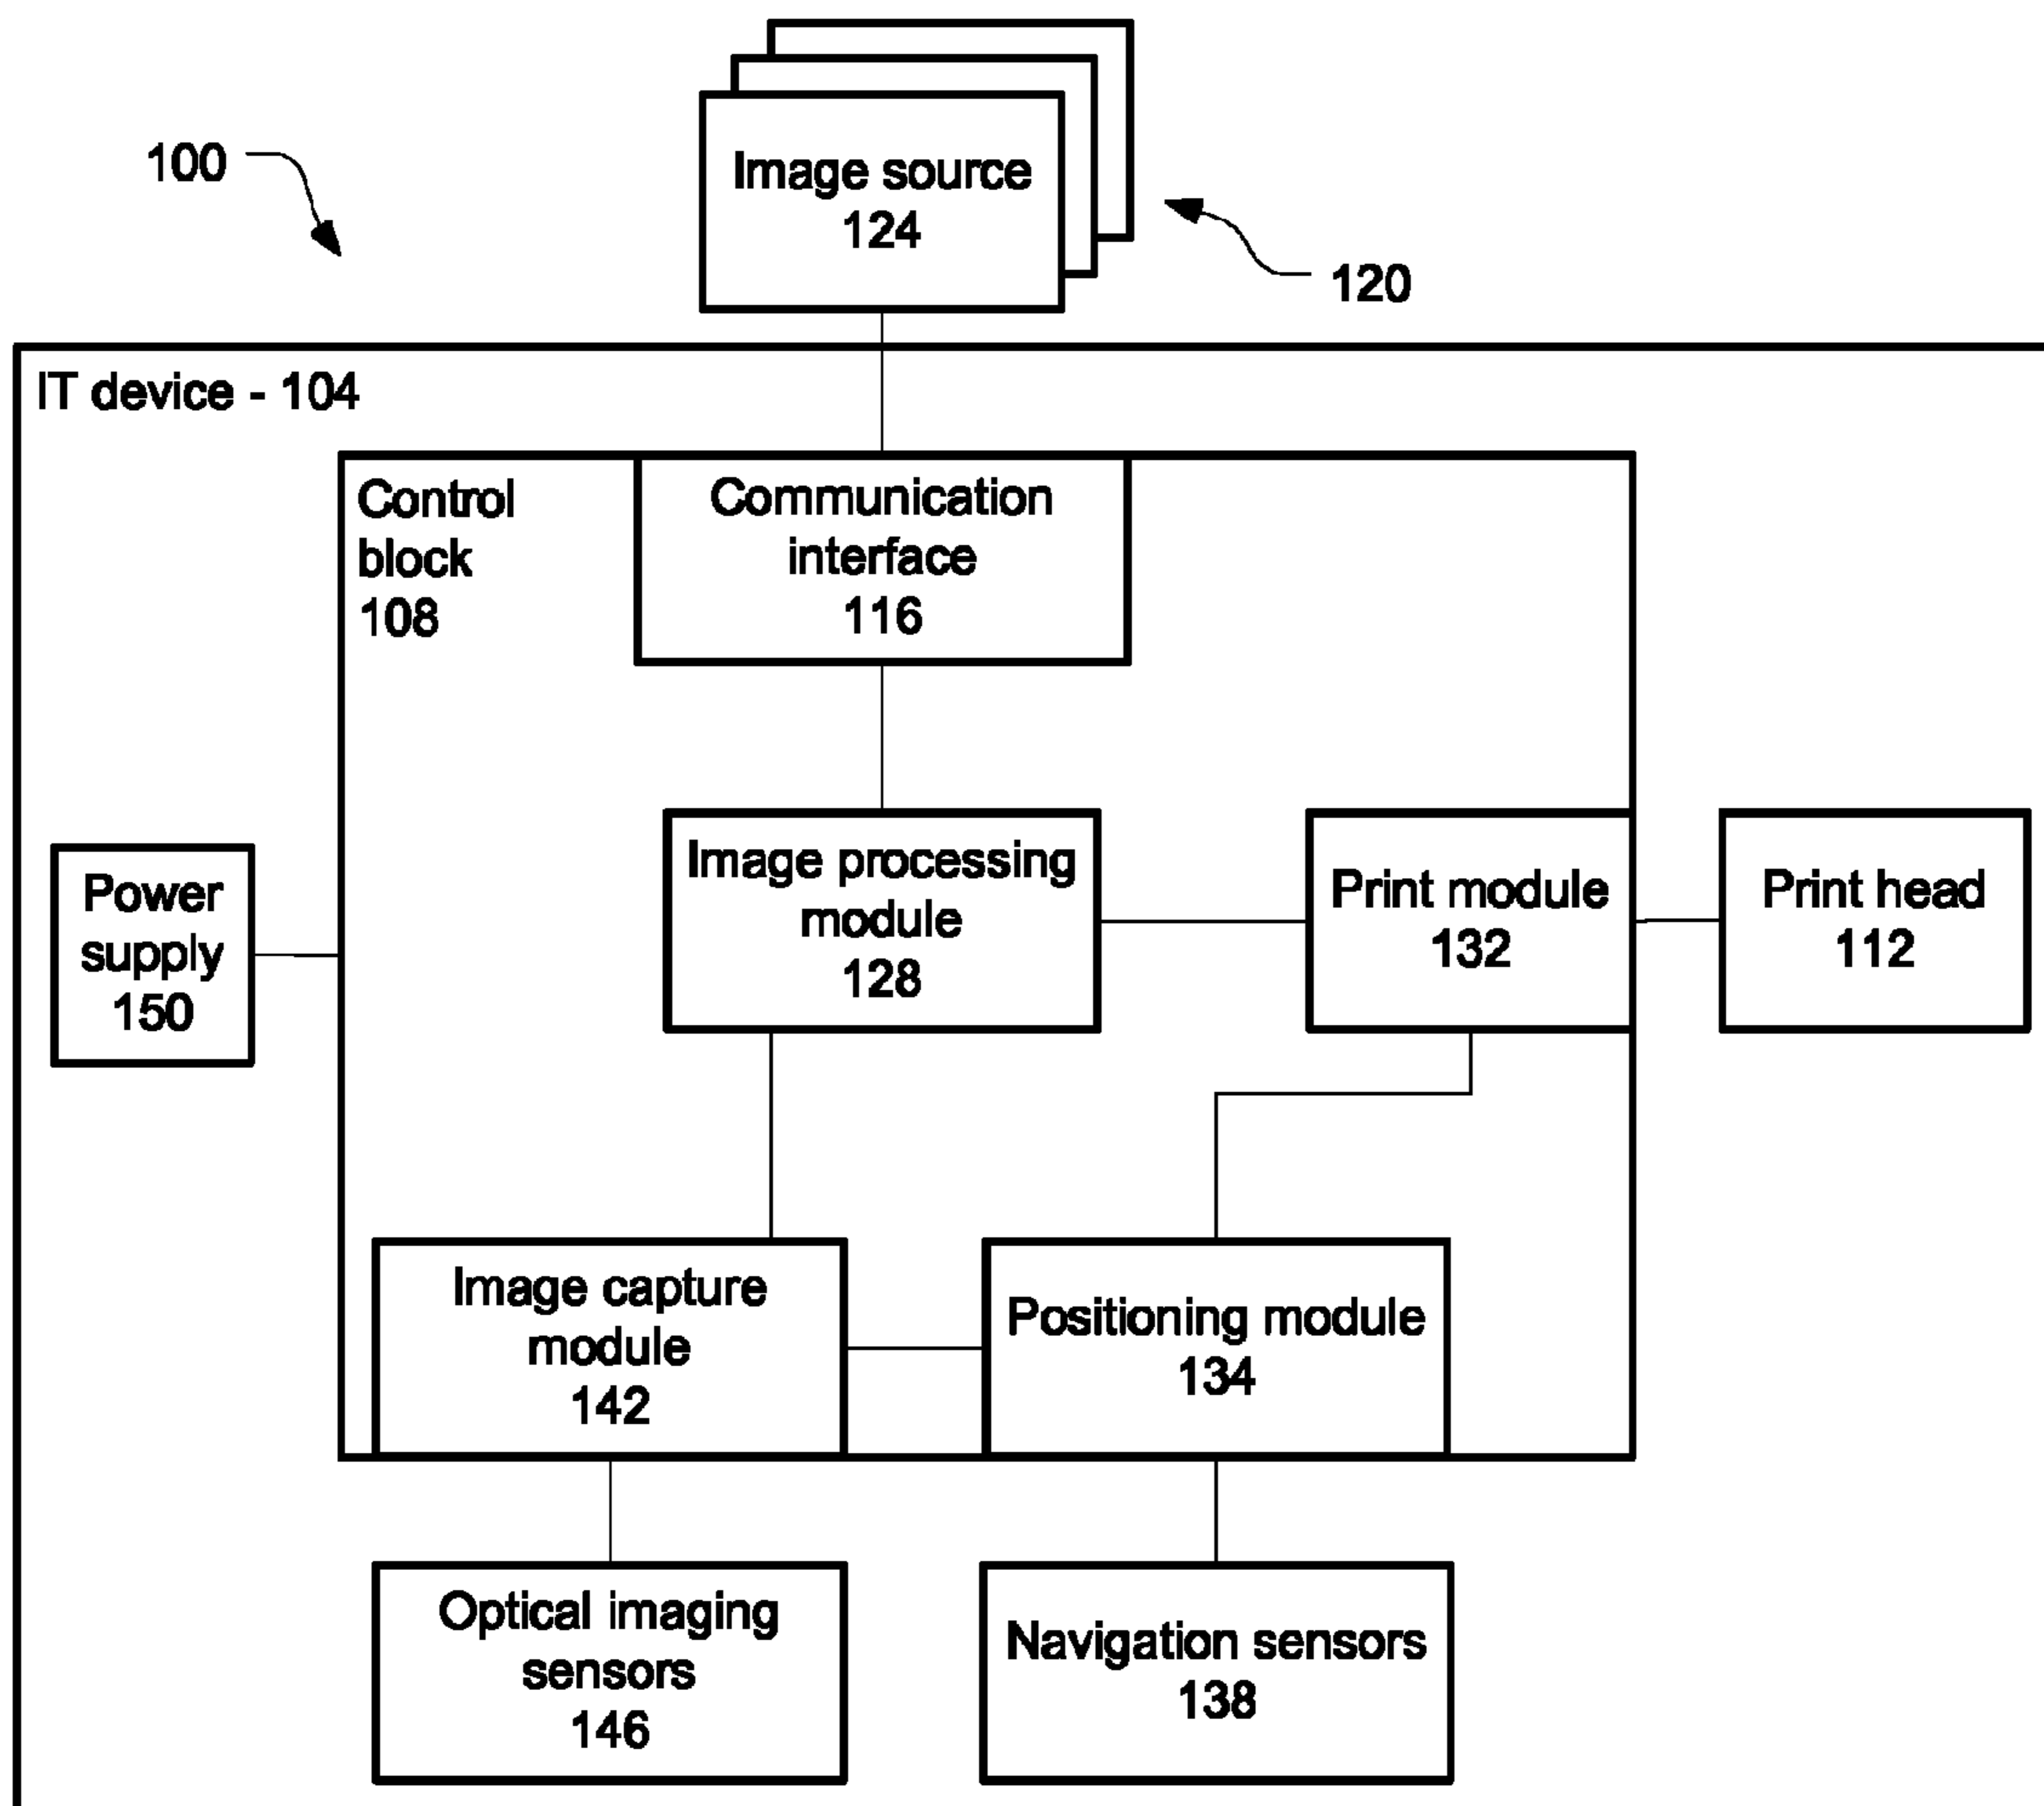 Image source
124
100
120
IT device - 104
Control
block
108
Communication
interface
116
Image processing
module
128
Print module
132
Print head
112
Power
supply
150
Image capture
module
142
Positioning module
134
Optical imaging
sensors
146
Navigation sensors
138